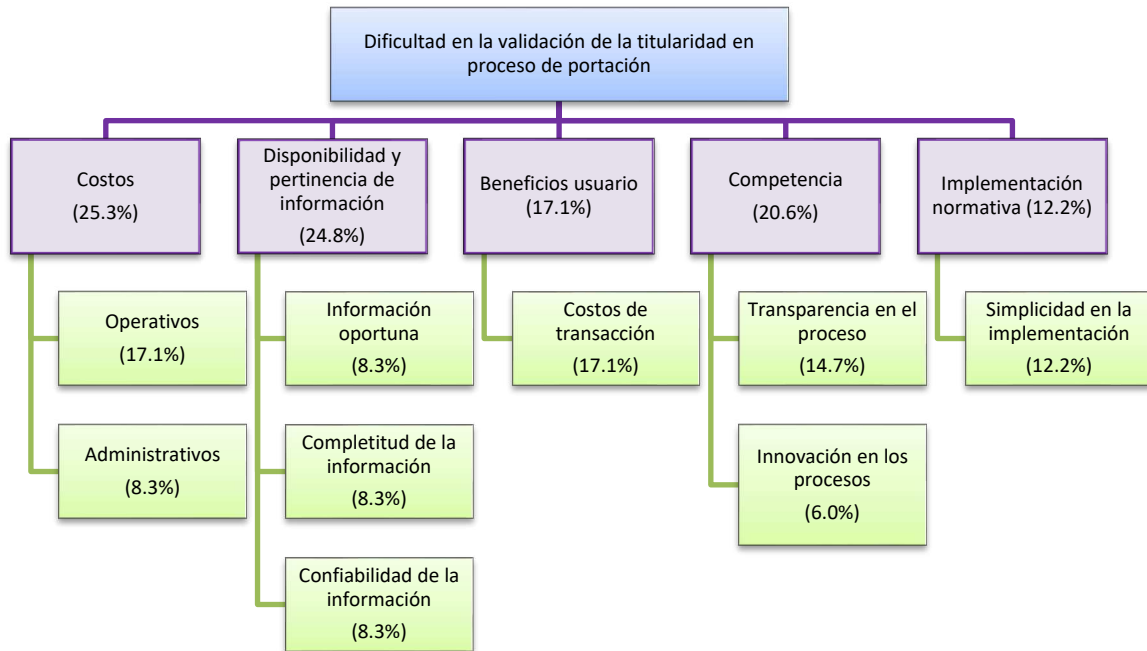 Dificultad en la validación de la titularidad en
proceso de portación
Costos
(25.3%)
Disponibilidad y
pertinencia de
información
(24.8%)
Beneficios usuario
(17.1%)
Competencia
(20.6%)
Implementación
normativa (12.2%)
Operativos
(17.1%)
Administrativos
(8.3%)
Información
oportuna
(8.3%)
Completitud de la
información
(8.3%)
Confiabilidad de la
información
(8.3%)
Costos de
transacción
(17.1%)
Transparencia en el
proceso
(14.7%)
Innovación en los
procesos
(6.0%)
Simplicidad en la
implementación
(12.2%)